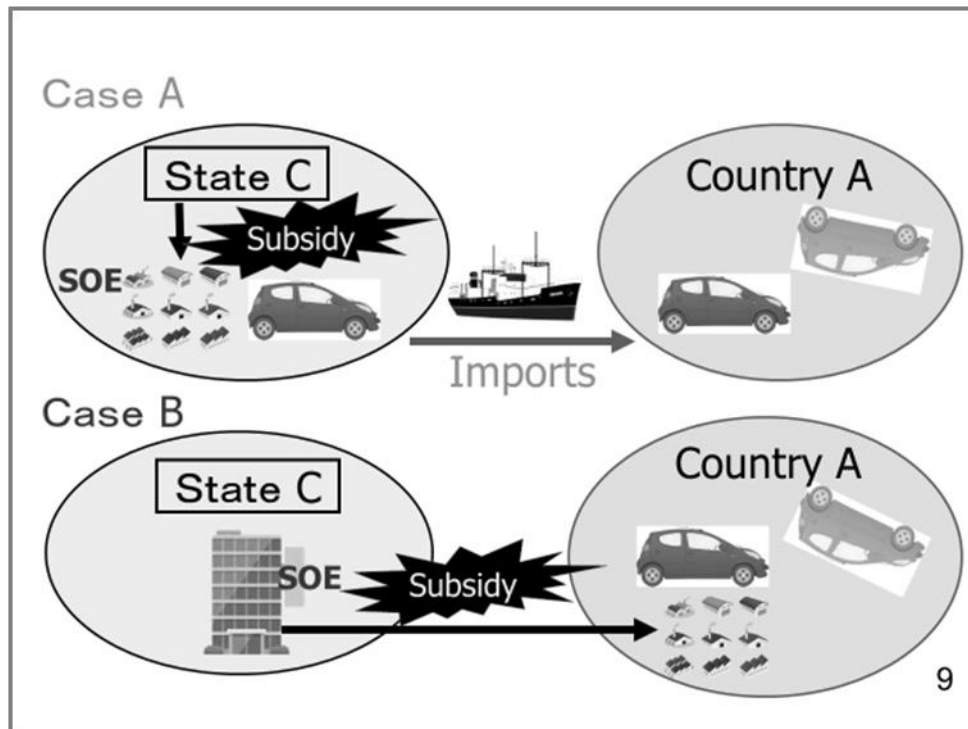 Case A
State C
Subsidy
SOE
Imports
Country A
Case B
State C
SOE
Subsidy
Country A
9